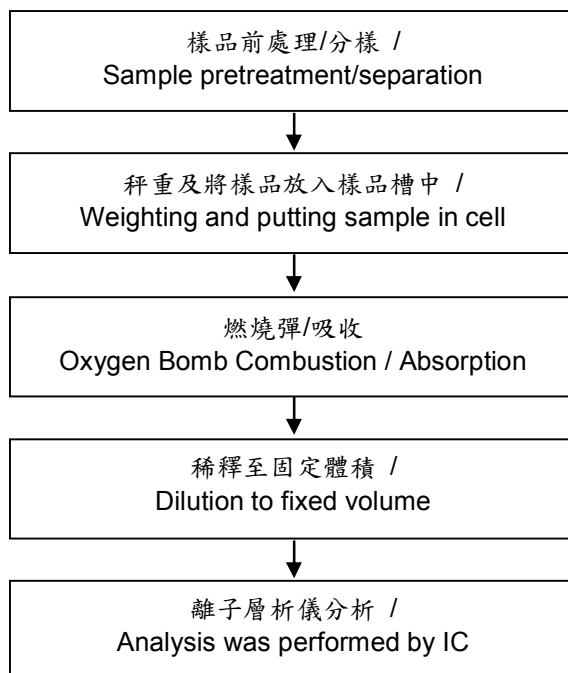 樣品前處理/分樣 /
Sample pretreatment/separation
秤重及將樣品放入樣品槽中 /
Weighting and putting sample in cell
燃燒彈/吸收
Oxygen Bomb Combustion / Absorption
稀釋至固定體積 /
Dilution to fixed volume
離子層析儀分析 /
Analysis was performed by IC